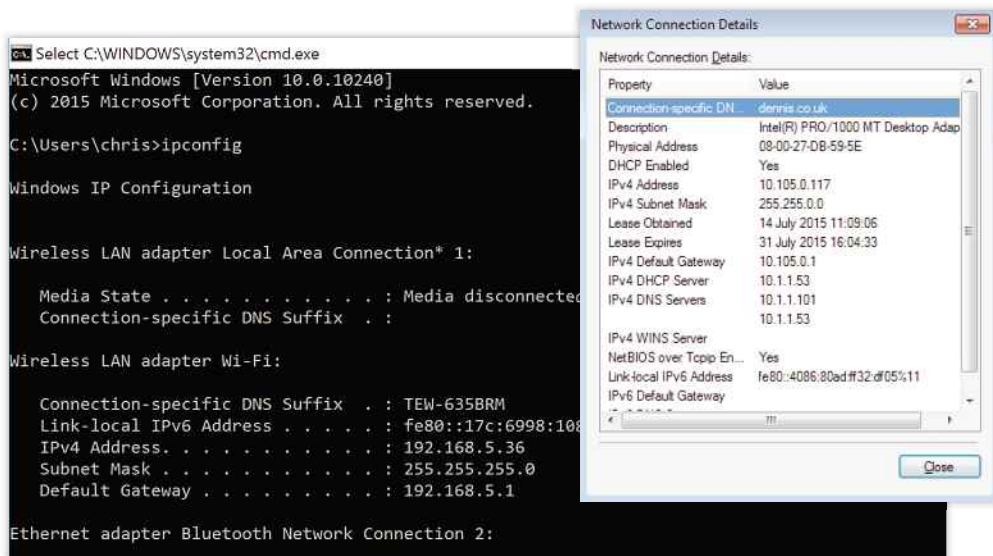 Select C:\WINDOWS\system32\cmd.exe
Microsoft Windows [Version 10.0.10240]
(c) 2015 Microsoft Corporation. All rights reserved.
C:\Users\chris>ipconfig
Windows IP Configuration
Wireless LAN adapter Local Area Connection* 1:
Media State . . . . . . . . . . . : Media disconnected
Connection-specific DNS Suffix  . :
Wireless LAN adapter Wi-Fi:
Connection-specific DNS Suffix  . : TEW-635BRM
Link-local IPv6 Address . . . . . : fe80::17c:6998:108
IPv4 Address. . . . . . . . . . . : 192.168.5.36
Subnet Mask . . . . . . . . . . . : 255.255.255.0
Default Gateway . . . . . . . . . : 192.168.5.1
Ethernet adapter Bluetooth Network Connection 2:
Network Connection Details
Network Connection Details:
Property Value
Connection-specific DN... dennis.co.uk
Description Intel(R) PRO/1000 MT Desktop Adap
Physical Address 08-00-27-DB-59-5E
DHCP Enabled Yes
IPv4 Address 10.105.0.117
IPv4 Subnet Mask 255.255.0.0
Lease Obtained 14 July 2015 11:09:06
Lease Expires 31 July 2015 16:04:33
IPv4 Default Gateway 10.105.0.1
IPv4 DHCP Server 10.1.1.53
IPv4 DNS Servers 10.1.1.101
10.1.1.53
IPv4 WINS Server
NetBIOS over Tcpip En... Yes
Link-local IPv6 Address fe80::4086:80ad:ff32:df05%11
IPv6 Default Gateway
Close